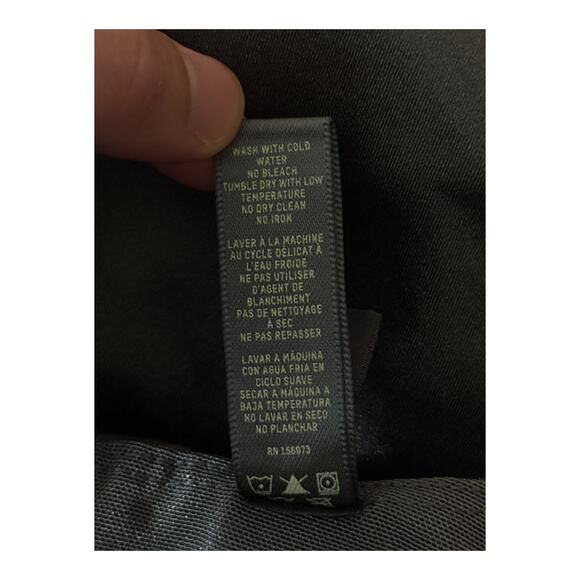 WASH WITH COLD
WATER
NO BLEACH
TUMBLE DRY WITH LOW
TEMPERATURE
NO DRY CLEAN
NO IRON
LAVER À LA MACHINE
AU CYCLE DÉLICAT À
L'EAU FROIDE
NE PAS UTILISER
D'AGENT DE
BLANCHIMENT
PAS DE NETTOYAGE
À SEC
NE PAS REPASSER
LAVAR A MÁQUINA
CON AGUA FRIA EN
CICLO SUAVE
SECAR A MÁQUINA A
BAJA TEMPERATURA
NO LAVAR EN SECO
NO PLANCHAR
RN 156973